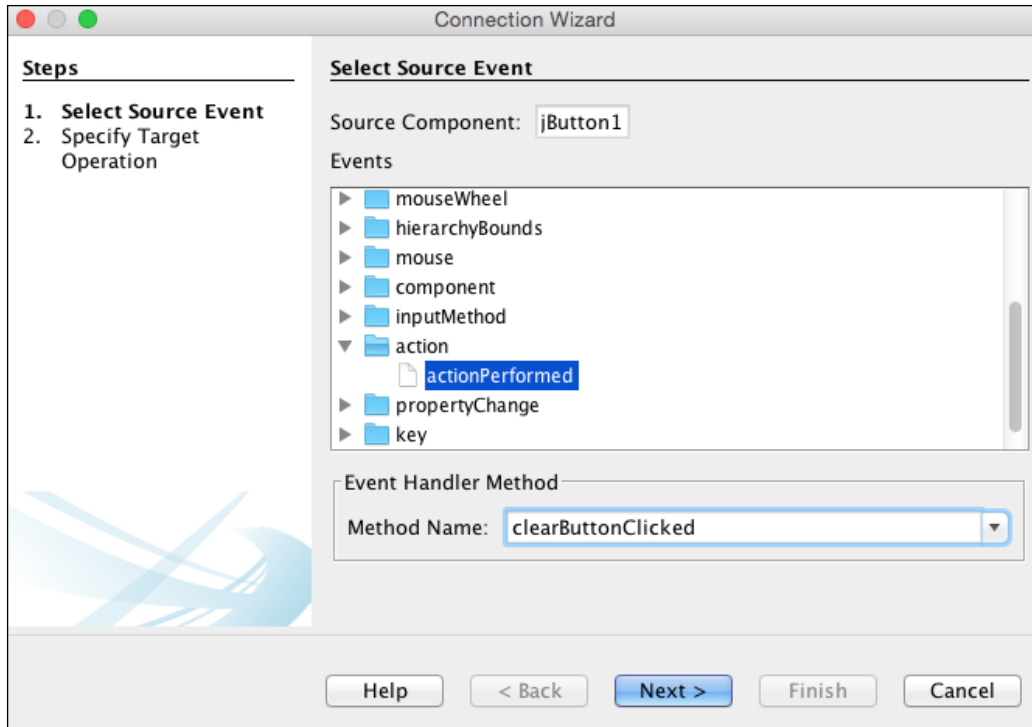 Connection Wizard
Steps
1. Select Source Event
2. Specify Target
Operation
Select Source Event
Source Component: jButton1
Events
mouseWheel
hierarchyBounds
mouse
component
inputMethod
action
actionPerformed
propertyChange
key
Event Handler Method
Method Name: clearButtonClicked
Help < Back Next > Finish Cancel